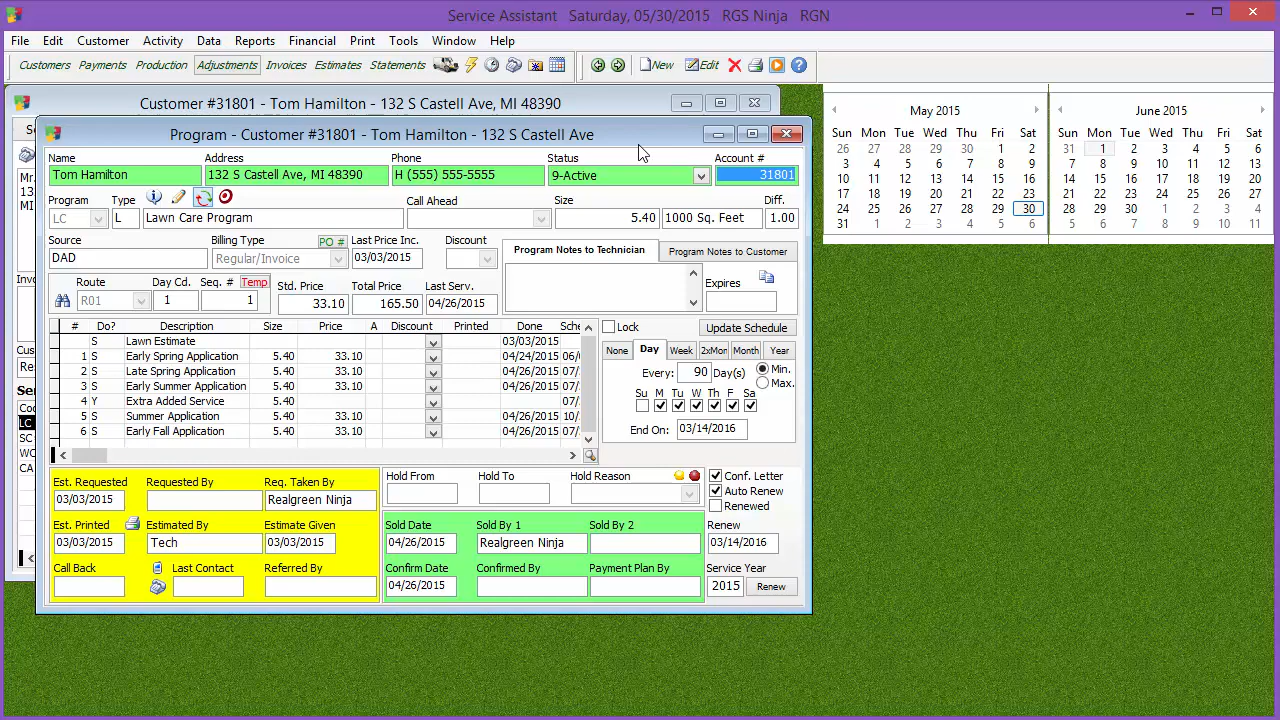 Service Assistant Saturday, 05/30/2015 RGS Ninja RGN
File Edit Customer Activity Data Reports Financial Print Tools Window Help
Customers Payments Production Adjustments Invoices Estimates Statements New Edit
Customer #31801 - Tom Hamilton - 132 S Castell Ave, MI 48390
Program - Customer #31801 - Tom Hamilton - 132 S Castell Ave
Name Address Phone Status Account #
Tom Hamilton 132 S Castell Ave, MI 48390 H (555) 555-5555 9-Active 31801
Program Type Call Ahead Size Diff.
LC L Lawn Care Program 5.40 1000 Sq. Feet 1.00
Source Billing Type PO # Last Price Inc. Discount Program Notes to Technician Program Notes to Customer
DAD Regular/Invoice 03/03/2015
Route Day Cd. Seq. # Temp Std. Price Total Price Last Serv. Expires
R01 1 1 33.10 165.50 04/26/2015
# Do? Description Size Price A Discount Printed Done Sche
S Lawn Estimate 03/03/2015
1 S Early Spring Application 5.40 33.10 04/24/2015 06/
2 S Late Spring Application 5.40 33.10 07/
3 S Early Summer Application 5.40 33.10 07/
4 Y Extra Added Service 5.40 07/
5 S Summer Application 5.40 33.10 04/26/2015 10/
6 S Early Fall Application 5.40 33.10 04/26/2015 07/
Lock Update Schedule
None Day Week 2xMon Month Year
Every: 90 Day(s) Min.
Max.
Su M Tu W Th F Sa
End On: 03/14/2016
Est. Requested Requested By Req. Taken By
03/03/2015 Realgreen Ninja
Est. Printed Estimated By Estimate Given
03/03/2015 Tech 03/03/2015
Call Back Last Contact Referred By
Hold From Hold To Hold Reason
Sold Date Sold By 1 Sold By 2
04/26/2015 Realgreen Ninja
Confirm Date Confirmed By Payment Plan By
04/26/2015
Conf. Letter
Auto Renew
Renewed
Renew
03/14/2016
Service Year
2015 Renew
May 2015
Sun Mon Tue Wed Thu Fri Sat
26 27 28 29 30 1 2
3 4 5 6 7 8 9
10 11 12 13 14 15 16
17 18 19 20 21 22 23
24 25 26 27 28 29 30
31 1 2 3 4 5 6
June 2015
Sun Mon Tue Wed Thu Fri Sat
31 1 2 3 4 5 6
7 8 9 10 11 12 13
14 15 16 17 18 19 20
21 22 23 24 25 26 27
28 29 30 1 2 3 4
5 6 7 8 9 10 11
LC
SC